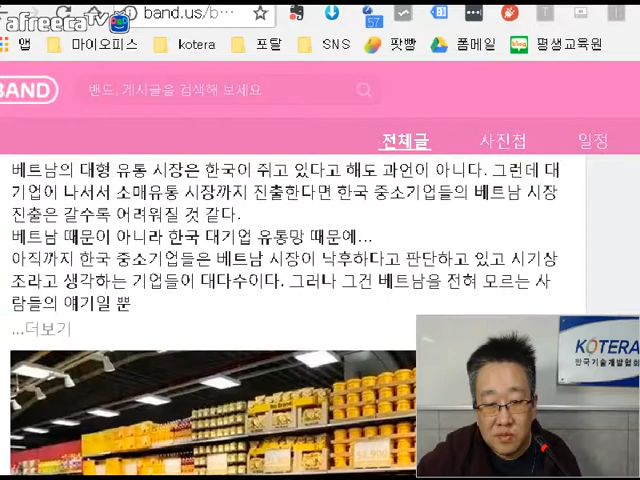 afreecaTV
band.us/b…
57
앱
마이오피스
kotera
포탈
SNS
팟빵
폼메일
평생교육원
BAND
밴드, 게시글을 검색해 보세요
전체글
사진첩
일정
베트남의 대형 유통 시장은 한국이 쥐고 있다고 해도 과언이 아니다. 그런데 대
기업이 나서서 소매유통 시장까지 진출한다면 한국 중소기업들의 베트남 시장
진출은 갈수록 어려워질 것 같다.
베트남 때문이 아니라 한국 대기업 유통망 때문에...
아직까지 한국 중소기업들은 베트남 시장이 낙후하다고 판단하고 있고 시기상
조라고 생각하는 기업들이 대다수이다. 그러나 그건 베트남을 전혀 모르는 사
람들의 얘기일 뿐
...더보기
KOTERA
한국기술개발협회